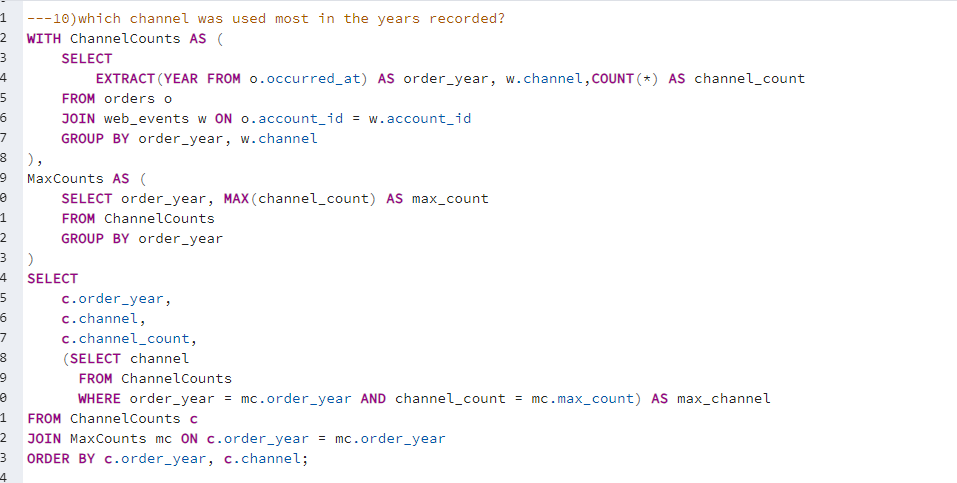 1 ---10)which channel was used most in the years recorded?
2 WITH ChannelCounts AS (
3 SELECT
4 EXTRACT(YEAR FROM o.occurred_at) AS order_year, w.channel,COUNT(*) AS channel_count
5 FROM orders o
6 JOIN web_events w ON o.account_id = w.account_id
7 GROUP BY order_year, w.channel
8 ),
9 MaxCounts AS (
0 SELECT order_year, MAX(channel_count) AS max_count
1 FROM ChannelCounts
2 GROUP BY order_year
3 )
4 SELECT
5 c.order_year,
6 c.channel,
7 c.channel_count,
8 (SELECT channel
9 FROM ChannelCounts
0 WHERE order_year = mc.order_year AND channel_count = mc.max_count) AS max_channel
1 FROM ChannelCounts c
2 JOIN MaxCounts mc ON c.order_year = mc.order_year
3 ORDER BY c.order_year, c.channel;
4